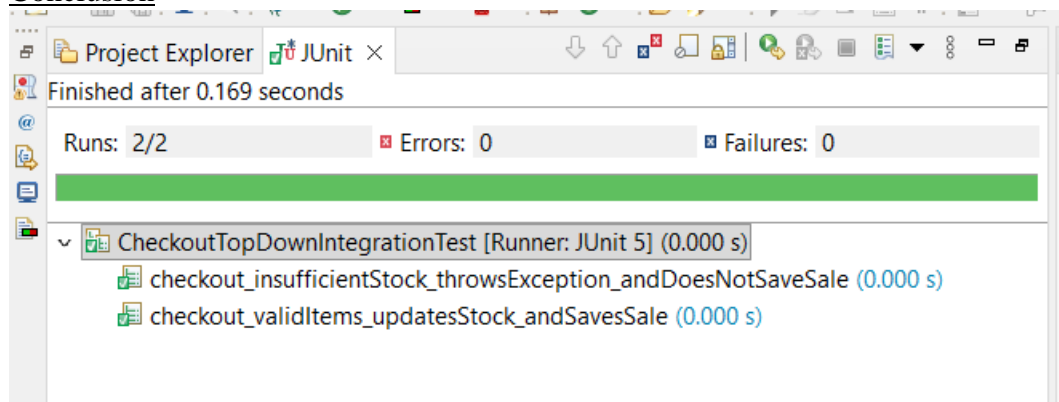 Conclusion
Project Explorer JUnit
Finished after 0.169 seconds
Runs: 2/2 Errors: 0 Failures: 0
CheckoutTopDownIntegrationTest [Runner: JUnit 5] (0.000 s)
checkout_insufficientStock_throwsException_andDoesNotSaveSale (0.000 s)
checkout_validItems_updatesStock_andSavesSale (0.000 s)